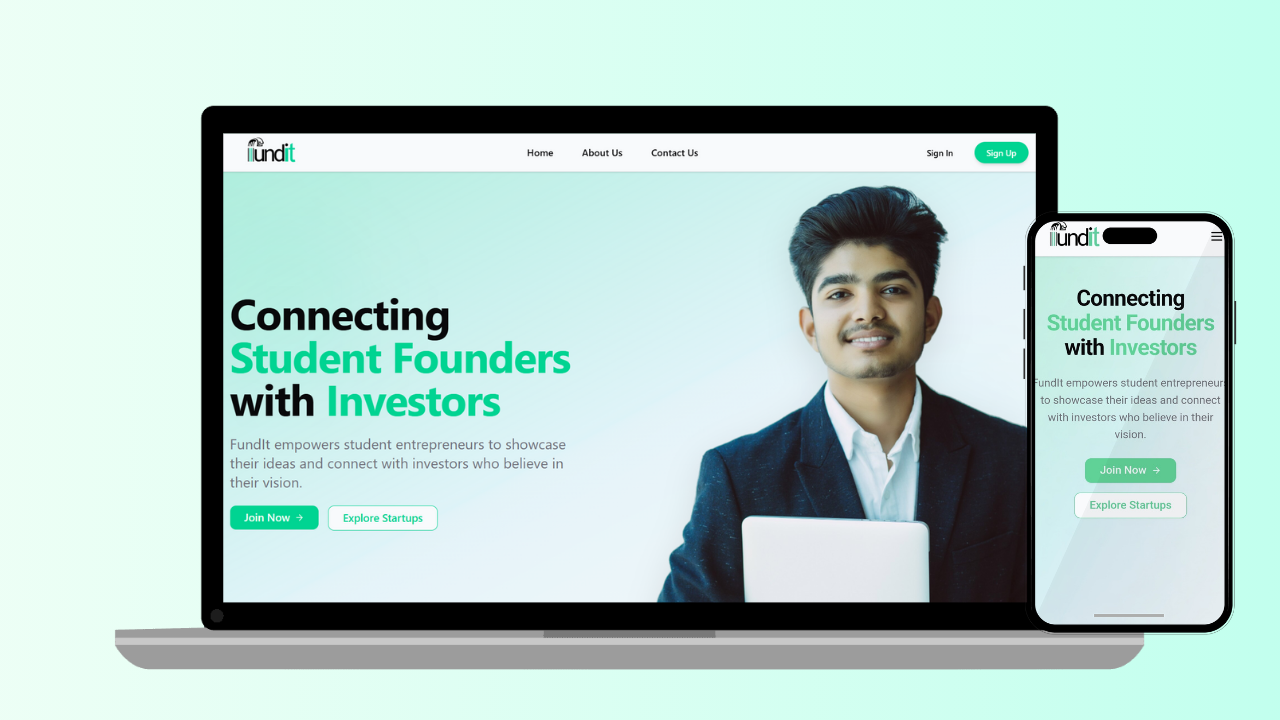 fundit
Home
About Us
Contact Us
Sign In
Sign Up
Connecting
Student Founders
with Investors
FundIt empowers student entrepreneurs to showcase
their ideas and connect with investors who believe in
their vision.
Join Now →
Explore Startups
fundit
Connecting
Student Founders
with Investors
FundIt empowers student entrepreneurs
to showcase their ideas and connect
with investors who believe in their
vision.
Join Now →
Explore Startups